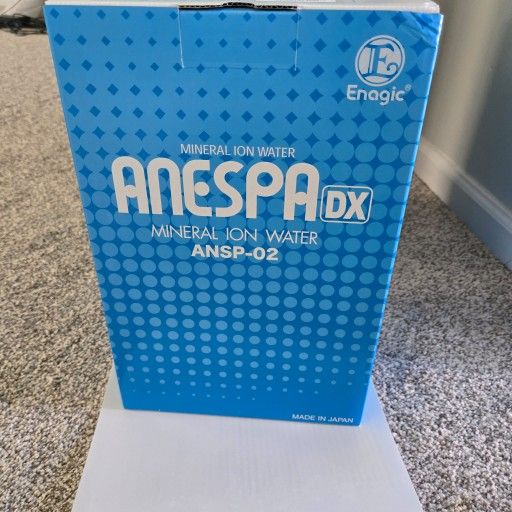 E
Enagic®
MINERAL ION WATER
ANESPA DX
MINERAL ION WATER
ANSP-02
MADE IN JAPAN